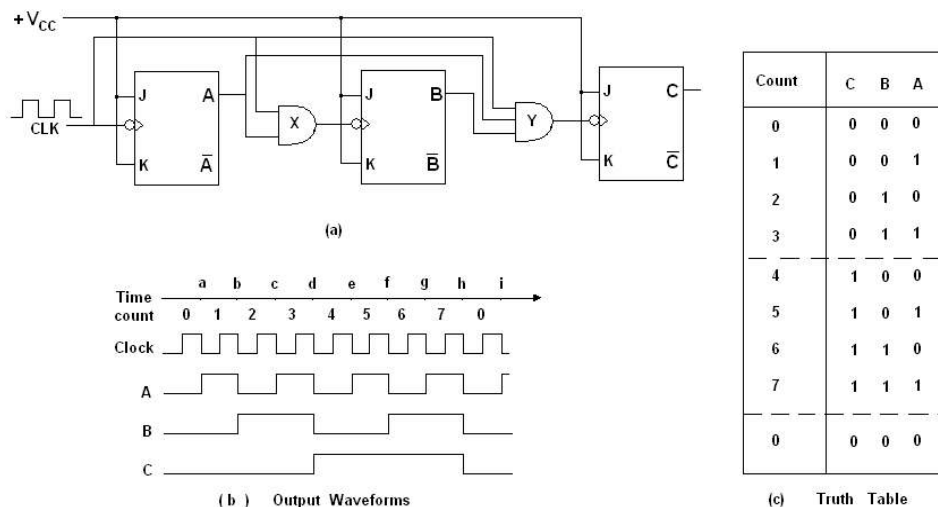 +V_CC
J A J B J C
CLK X Y
K A̅ K B̅ K C̅
(a)
a b c d e f g h i
Time
count 0 1 2 3 4 5 6 7 0
Clock
A
B
C
( b ) Output Waveforms
Count C B A
0 0 0 0
1 0 0 1
2 0 1 0
3 0 1 1
4 1 0 0
5 1 0 1
6 1 1 0
7 1 1 1
0 0 0 0
(c) Truth Table